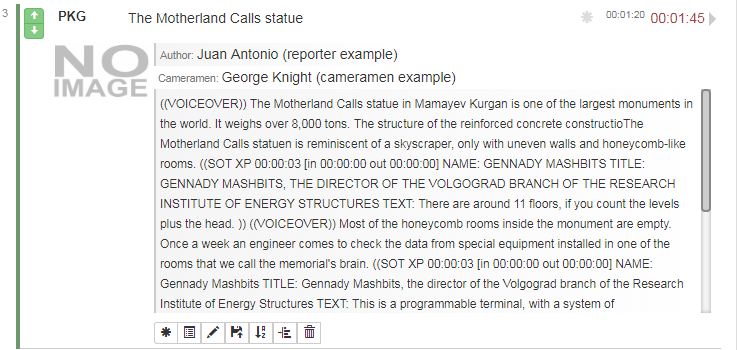 3 PKG The Motherland Calls statue 00:01:20 00:01:45
NO
IMAGE
Author: Juan Antonio (reporter example)
Cameramen: George Knight (cameramen example)
((VOICEOVER)) The Motherland Calls statue in Mamayev Kurgan is one of the largest monuments in
the world. It weighs over 8,000 tons. The structure of the reinforced concrete constructioThe
Motherland Calls statuen is reminiscent of a skyscraper, only with uneven walls and honeycomb-like
rooms. ((SOT XP 00:00:03 [in 00:00:00 out 00:00:00] NAME: GENNADY MASHBITS TITLE:
GENNADY MASHBITS, THE DIRECTOR OF THE VOLGOGRAD BRANCH OF THE RESEARCH
INSTITUTE OF ENERGY STRUCTURES TEXT: There are around 11 floors, if you count the levels
plus the head. )) ((VOICEOVER)) Most of the honeycomb rooms inside the monument are empty.
Once a week an engineer comes to check the data from special equipment installed in one of the
rooms that we call the memorial's brain. ((SOT XP 00:00:03 [in 00:00:00 out 00:00:00] NAME:
Gennady Mashbits TITLE: Gennady Mashbits, the director of the Volgograd branch of the Research
Institute of Energy Structures TEXT: This is a programmable terminal, with a system of